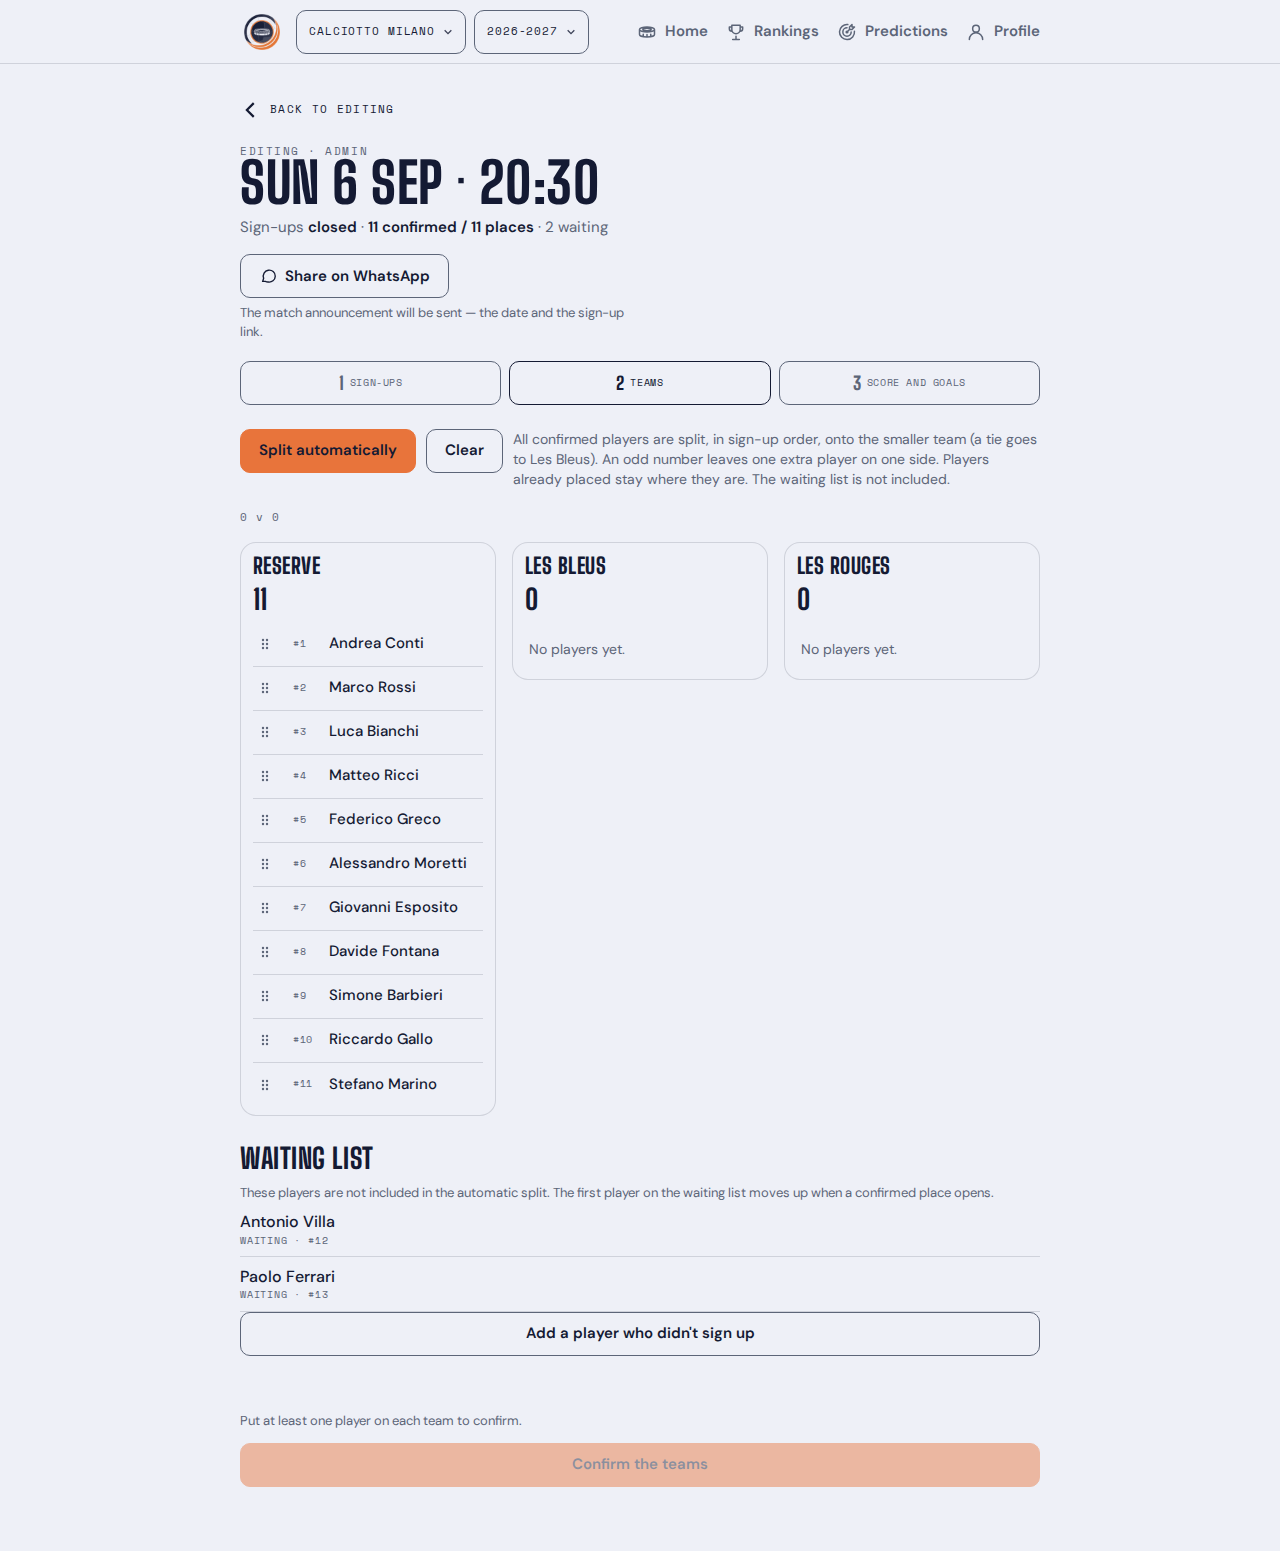 CALCIOTTO MILANO
2026-2027
Home
Rankings
Predictions
Profile
BACK TO EDITING
EDITING · ADMIN
SUN 6 SEP · 20:30
Sign-ups closed · 11 confirmed / 11 places · 2 waiting
Share on WhatsApp
The match announcement will be sent — the date and the sign-up
link.
1 SIGN-UPS
2 TEAMS
3 SCORE AND GOALS
Split automatically
Clear
All confirmed players are split, in sign-up order, onto the smaller team (a tie goes
to Les Bleus). An odd number leaves one extra player on one side. Players
already placed stay where they are. The waiting list is not included.
0 v 0
RESERVE
11
#1 Andrea Conti
#2 Marco Rossi
#3 Luca Bianchi
#4 Matteo Ricci
#5 Federico Greco
#6 Alessandro Moretti
#7 Giovanni Esposito
#8 Davide Fontana
#9 Simone Barbieri
#10 Riccardo Gallo
#11 Stefano Marino
LES BLEUS
0
No players yet.
LES ROUGES
0
No players yet.
WAITING LIST
These players are not included in the automatic split. The first player on the waiting list moves up when a confirmed place opens.
Antonio Villa
WAITING · #12
Paolo Ferrari
WAITING · #13
Add a player who didn't sign up
Put at least one player on each team to confirm.
Confirm the teams